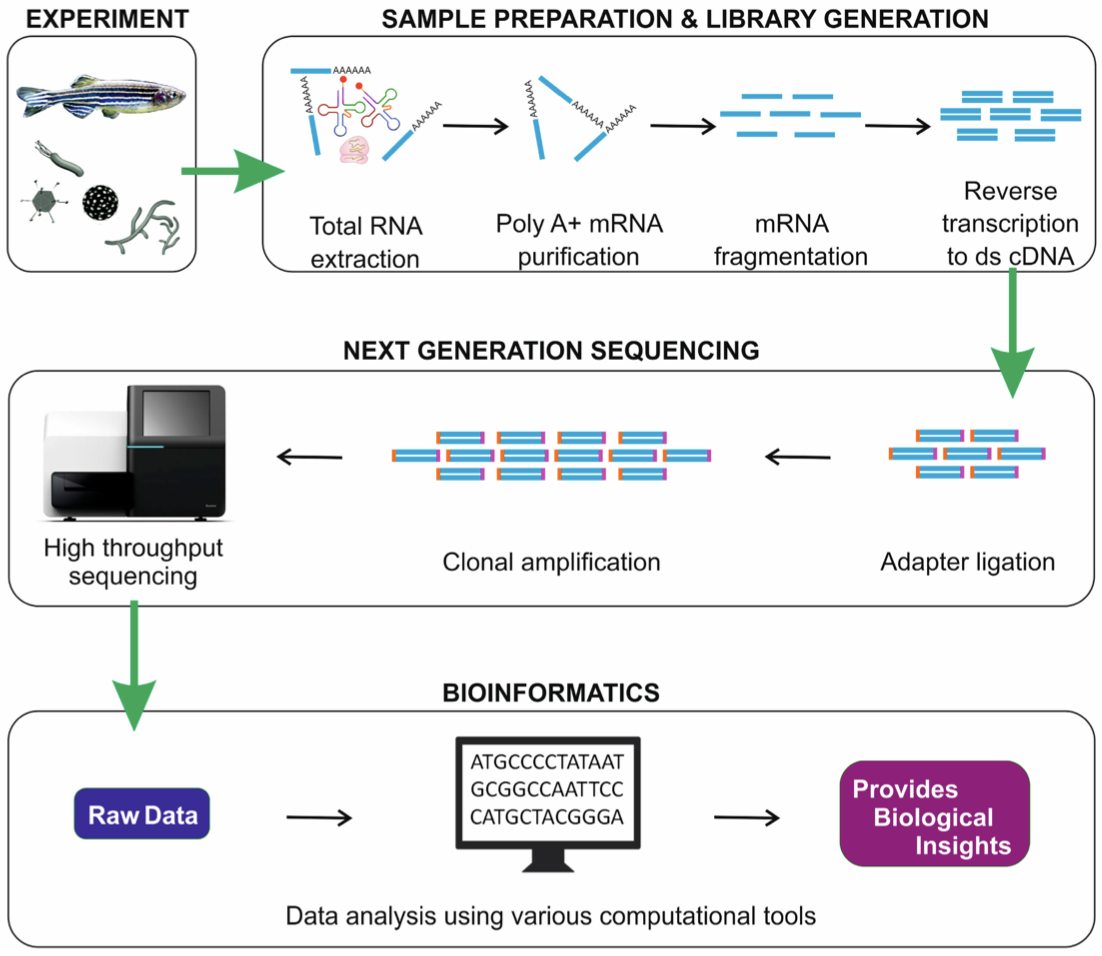 EXPERIMENT
SAMPLE PREPARATION & LIBRARY GENERATION
AAAAAA
AAAAAA
AAAAAA
Total RNA
extraction
AAAAAA
AAAAAA
AAAAAA
Poly A+ mRNA
purification
mRNA
fragmentation
Reverse
transcription
to ds cDNA
NEXT GENERATION SEQUENCING
High throughput
sequencing
Clonal amplification
Adapter ligation
BIOINFORMATICS
Raw Data
ATGCCCCTATAAT
GCGGCCAATTCC
CATGCTACGGGA
Provides
Biological
Insights
Data analysis using various computational tools